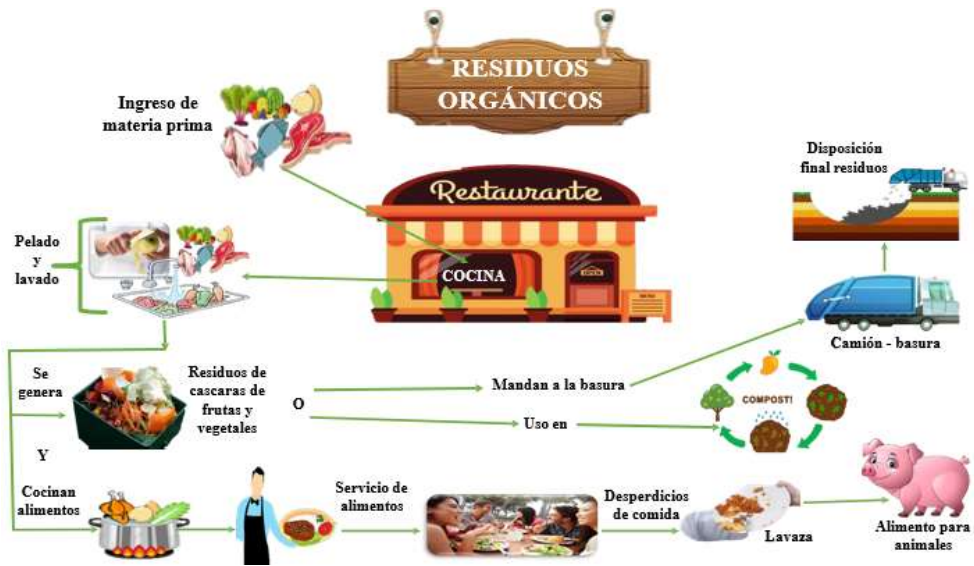 RESIDUOS
ORGÁNICOS
Ingreso de
materia prima
Disposición
final residuos
Restaurante
Pelado
y
lavado
COCINA
OPEN
Camión - basura
Se
genera
Residuos de
cascaras de
frutas y
vegetales
O
Mandan a la basura
Uso en
COMPOST!
Y
Cocinan
alimentos
Servicio de
alimentos
Desperdicios
de comida
Lavaza
Alimento para
animales